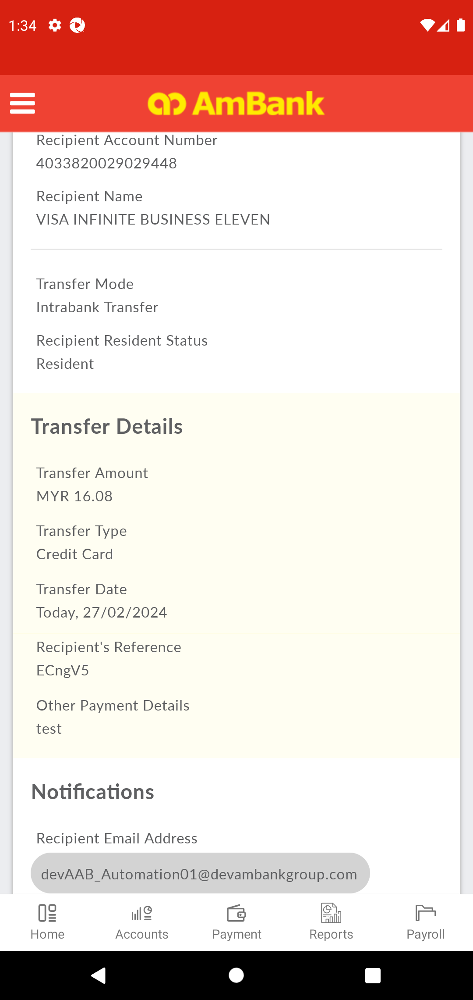 1:34
AmBank
Recipient Account Number
4033820029029448
Recipient Name
VISA INFINITE BUSINESS ELEVEN
Transfer Mode
Intrabank Transfer
Recipient Resident Status
Resident
Transfer Details
Transfer Amount
MYR 16.08
Transfer Type
Credit Card
Transfer Date
Today, 27/02/2024
Recipient's Reference
ECngV5
Other Payment Details
test
Notifications
Recipient Email Address
devAAB_Automation01@devambankgroup.com
Home Accounts Payment Reports Payroll